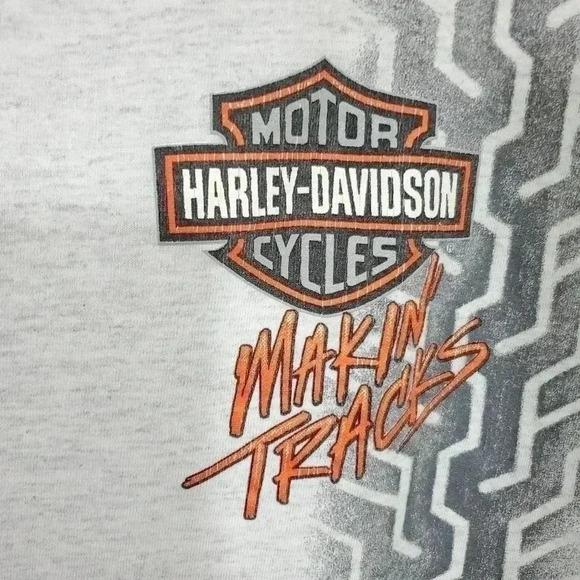 MOTOR
HARLEY-DAVIDSON
CYCLES
®
MAKIN'
TRACKS